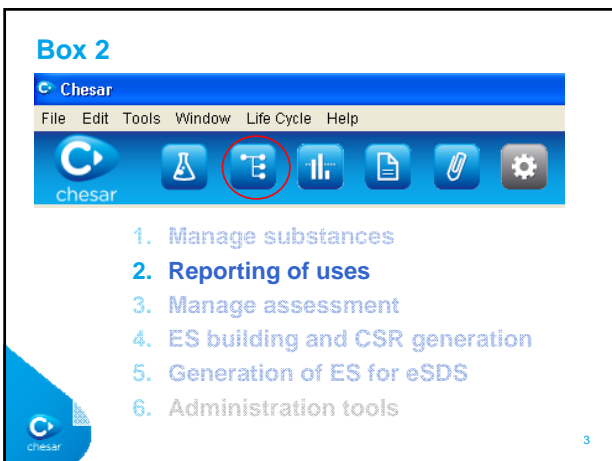 Box 2
Chesar
File Edit Tools Window Life Cycle Help
chesar
1. Manage substances
2. Reporting of uses
3. Manage assessment
4. ES building and CSR generation
5. Generation of ES for eSDS
6. Administration tools
chesar
3